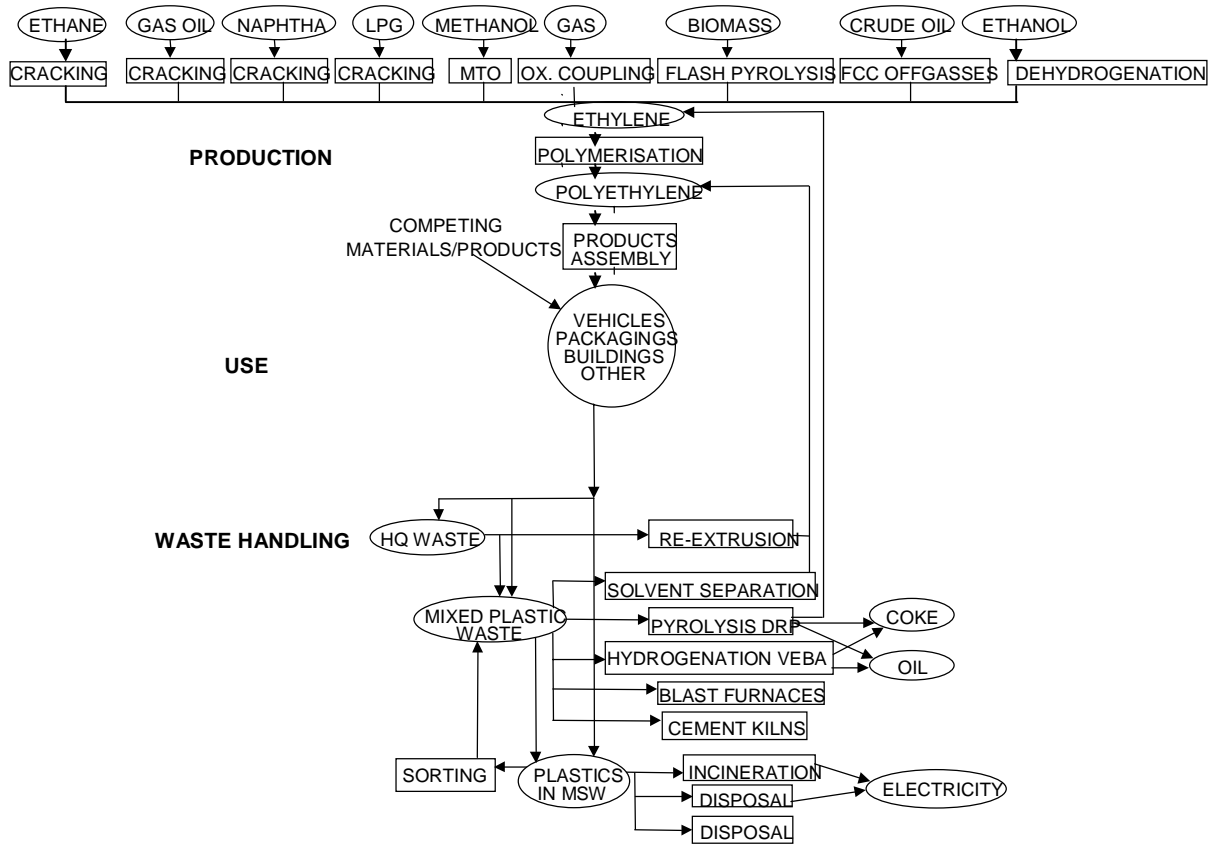 ETHANE GAS OIL NAPHTHA LPG METHANOL GAS BIOMASS CRUDE OIL ETHANOL
CRACKING CRACKING CRACKING CRACKING MTO OX. COUPLING FLASH PYROLYSIS FCC OFFGASSES DEHYDROGENATION
ETHYLENE
PRODUCTION
POLYMERISATION
POLYETHYLENE
COMPETING
MATERIALS/PRODUCTS
PRODUCTS
ASSEMBLY
VEHICLES
PACKAGINGS
BUILDINGS
OTHER
USE
WASTE HANDLING
HQ WASTE
RE-EXTRUSION
SOLVENT SEPARATION
MIXED PLASTIC
WASTE
PYROLYSIS DRP
COKE
HYDROGENATION VEBA
OIL
BLAST FURNACES
CEMENT KILNS
SORTING
PLASTICS
IN MSW
INCINERATION
DISPOSAL
ELECTRICITY
DISPOSAL